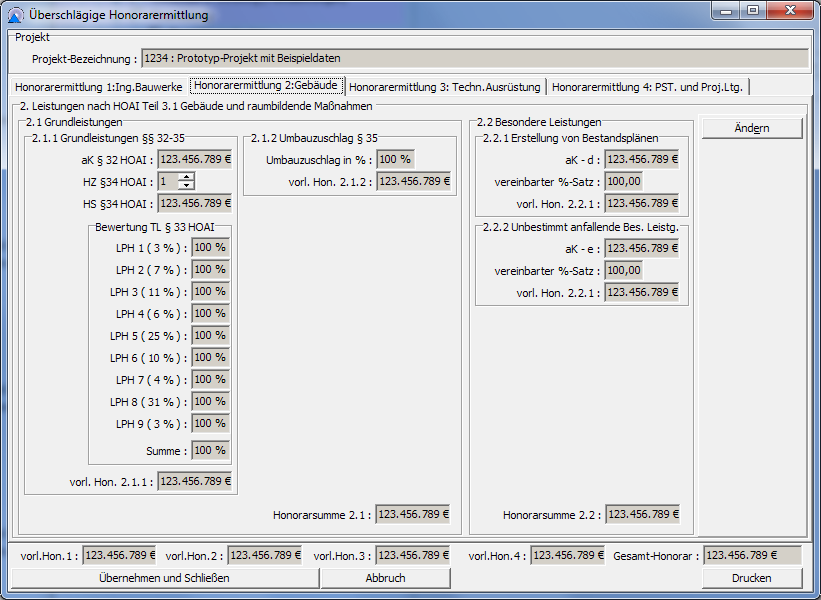 Überschlägige Honorarermittlung
Projekt
Projekt-Bezeichnung : 1234 : Prototyp-Projekt mit Beispieldaten
Honorarermittlung 1:Ing.Bauwerke Honorarermittlung 2:Gebäude Honorarermittlung 3: Techn.Ausrüstung Honorarermittlung 4: PST. und Proj.Ltg.
2. Leistungen nach HOAI Teil 3.1 Gebäude und raumbildende Maßnahmen
2.1 Grundleistungen
2.1.1 Grundleistungen §§ 32-35
aK § 32 HOAI : 123.456.789 €
HZ §34 HOAI : 1
HS §34 HOAI : 123.456.789 €
Bewertung TL § 33 HOAI
LPH 1 ( 3 % ) : 100 %
LPH 2 ( 7 % ) : 100 %
LPH 3 ( 11 % ) : 100 %
LPH 4 ( 6 % ) : 100 %
LPH 5 ( 25 % ) : 100 %
LPH 6 ( 10 % ) : 100 %
LPH 7 ( 4 % ) : 100 %
LPH 8 ( 31 % ) : 100 %
LPH 9 ( 3 % ) : 100 %
Summe : 100 %
vorl. Hon. 2.1.1 : 123.456.789 €
2.1.2 Umbauzuschlag § 35
Umbauzuschlag in % : 100 %
vorl. Hon. 2.1.2 : 123.456.789 €
Honorarsumme 2.1 : 123.456.789 €
2.2 Besondere Leistungen
2.2.1 Erstellung von Bestandsplänen
aK - d : 123.456.789 €
vereinbarter %-Satz : 100,00
vorl. Hon. 2.2.1 : 123.456.789 €
2.2.2 Unbestimmt anfallende Bes. Leistg.
aK - e : 123.456.789 €
vereinbarter %-Satz : 100,00
vorl. Hon. 2.2.1 : 123.456.789 €
Honorarsumme 2.2 : 123.456.789 €
Ändern
vorl.Hon.1 : 123.456.789 € vorl.Hon.2 : 123.456.789 € vorl.Hon.3 : 123.456.789 € vorl.Hon.4 : 123.456.789 € Gesamt-Honorar : 123.456.789 €
Übernehmen und Schließen Abbruch Drucken